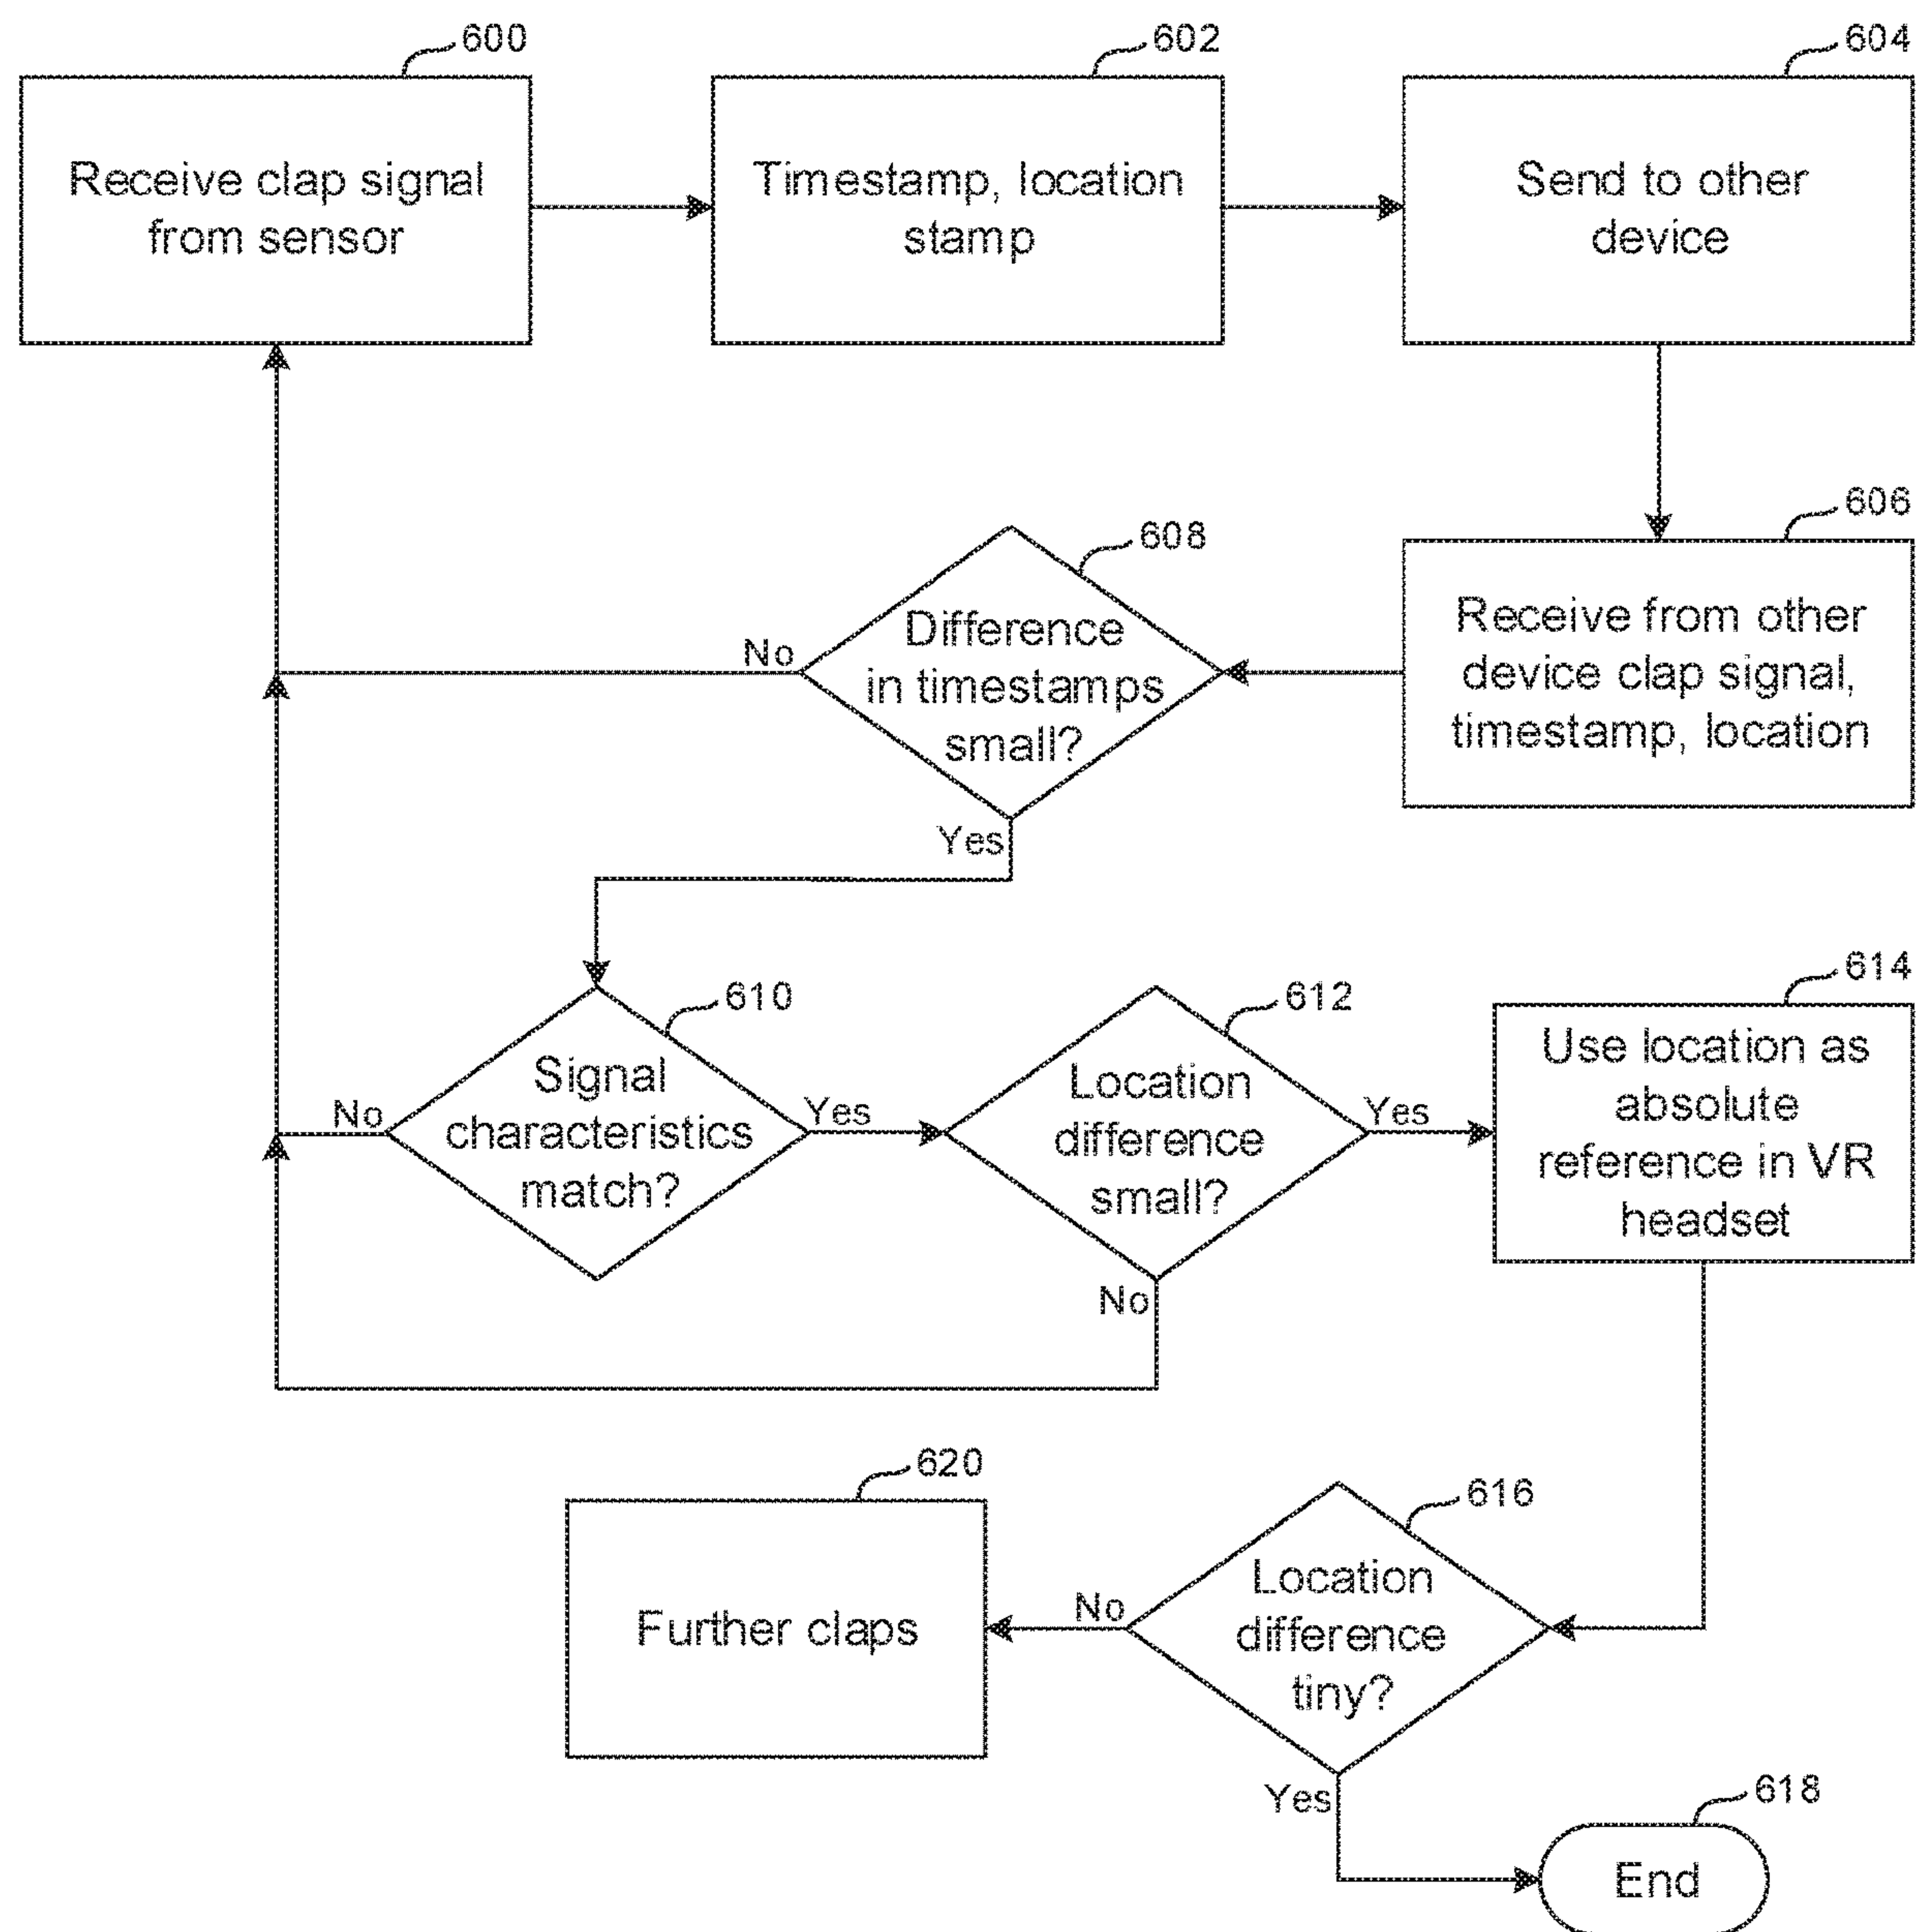 600
Receive clap signal
from sensor
602
Timestamp, location
stamp
604
Send to other
device
606
Receive from other
device clap signal,
timestamp, location
608
Difference
in timestamps
small?
No
Yes
610
Signal
characteristics
match?
No
Yes
612
Location
difference
small?
Yes
No
614
Use location as
absolute
reference in VR
headset
616
Location
difference
tiny?
No
Yes
620
Further claps
618
End